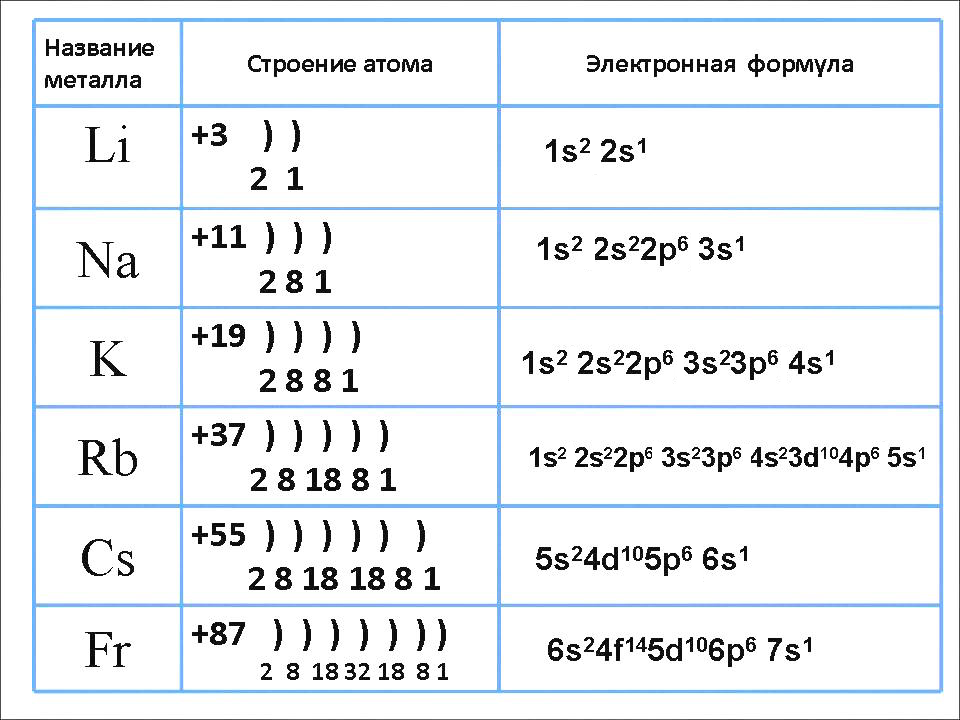 Название
металла
Строение атома
Электронная формула
Li
+3 ) )
2 1
1s² 2s¹
Na
+11 ) ) )
2 8 1
1s² 2s²2p⁶ 3s¹
K
+19 ) ) ) )
2 8 8 1
1s² 2s²2p⁶ 3s²3p⁶ 4s¹
Rb
+37 ) ) ) ) )
2 8 18 8 1
1s² 2s²2p⁶ 3s²3p⁶ 4s²3d¹⁰4p⁶ 5s¹
Cs
+55 ) ) ) ) ) )
2 8 18 18 8 1
5s²4d¹⁰5p⁶ 6s¹
Fr
+87 ) ) ) ) ) ) )
2 8 18 32 18 8 1
6s²4f¹⁴5d¹⁰6p⁶ 7s¹